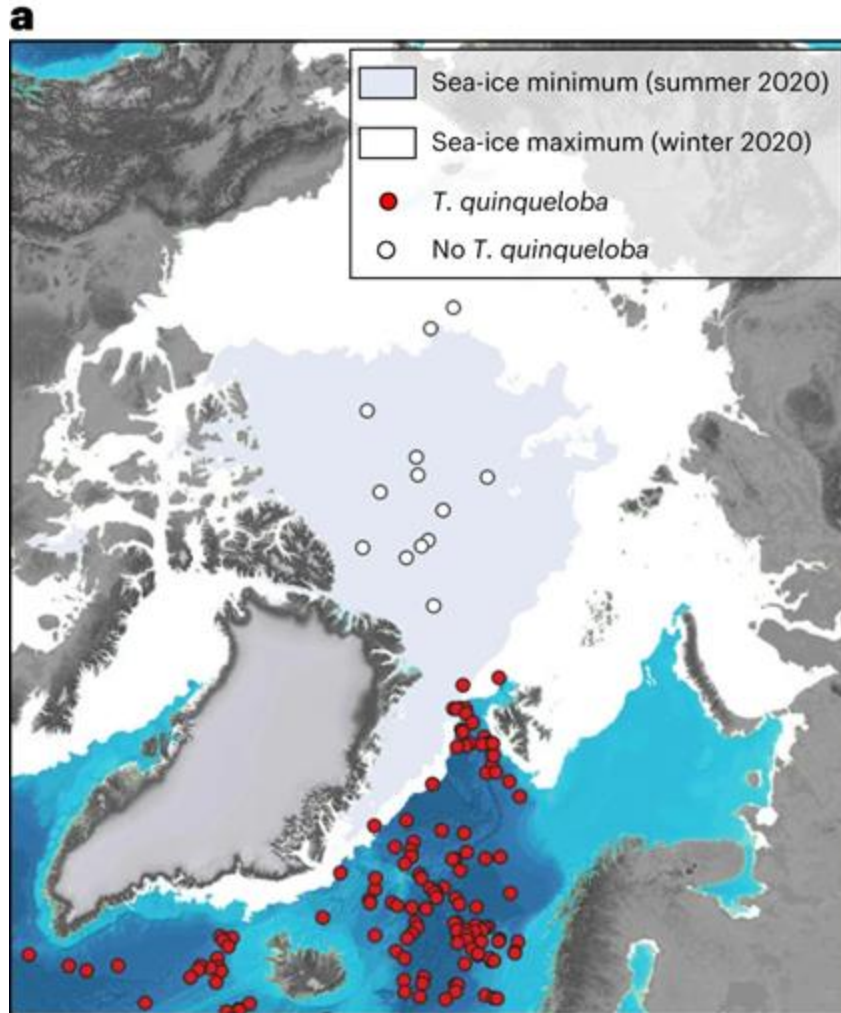 a
Sea-ice minimum (summer 2020)
Sea-ice maximum (winter 2020)
T. quinqueloba
No T. quinqueloba